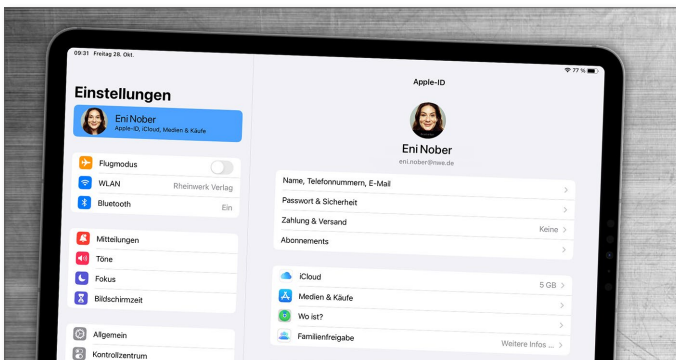 09:31 Freitag 28. Okt.
77 %
Einstellungen
Eni Nober
Apple-ID, iCloud, Medien & Käufe
Flugmodus
WLAN Rheinwerk Verlag
Bluetooth Ein
Mitteilungen
Töne
Fokus
Bildschirmzeit
Allgemein
Kontrollzentrum
Apple-ID
Eni Nober
eni.nober@nwe.de
Name, Telefonnummern, E-Mail
Passwort & Sicherheit
Zahlung & Versand Keine
Abonnements
iCloud 5 GB
Medien & Käufe
Wo ist?
Familienfreigabe Weitere Infos ...